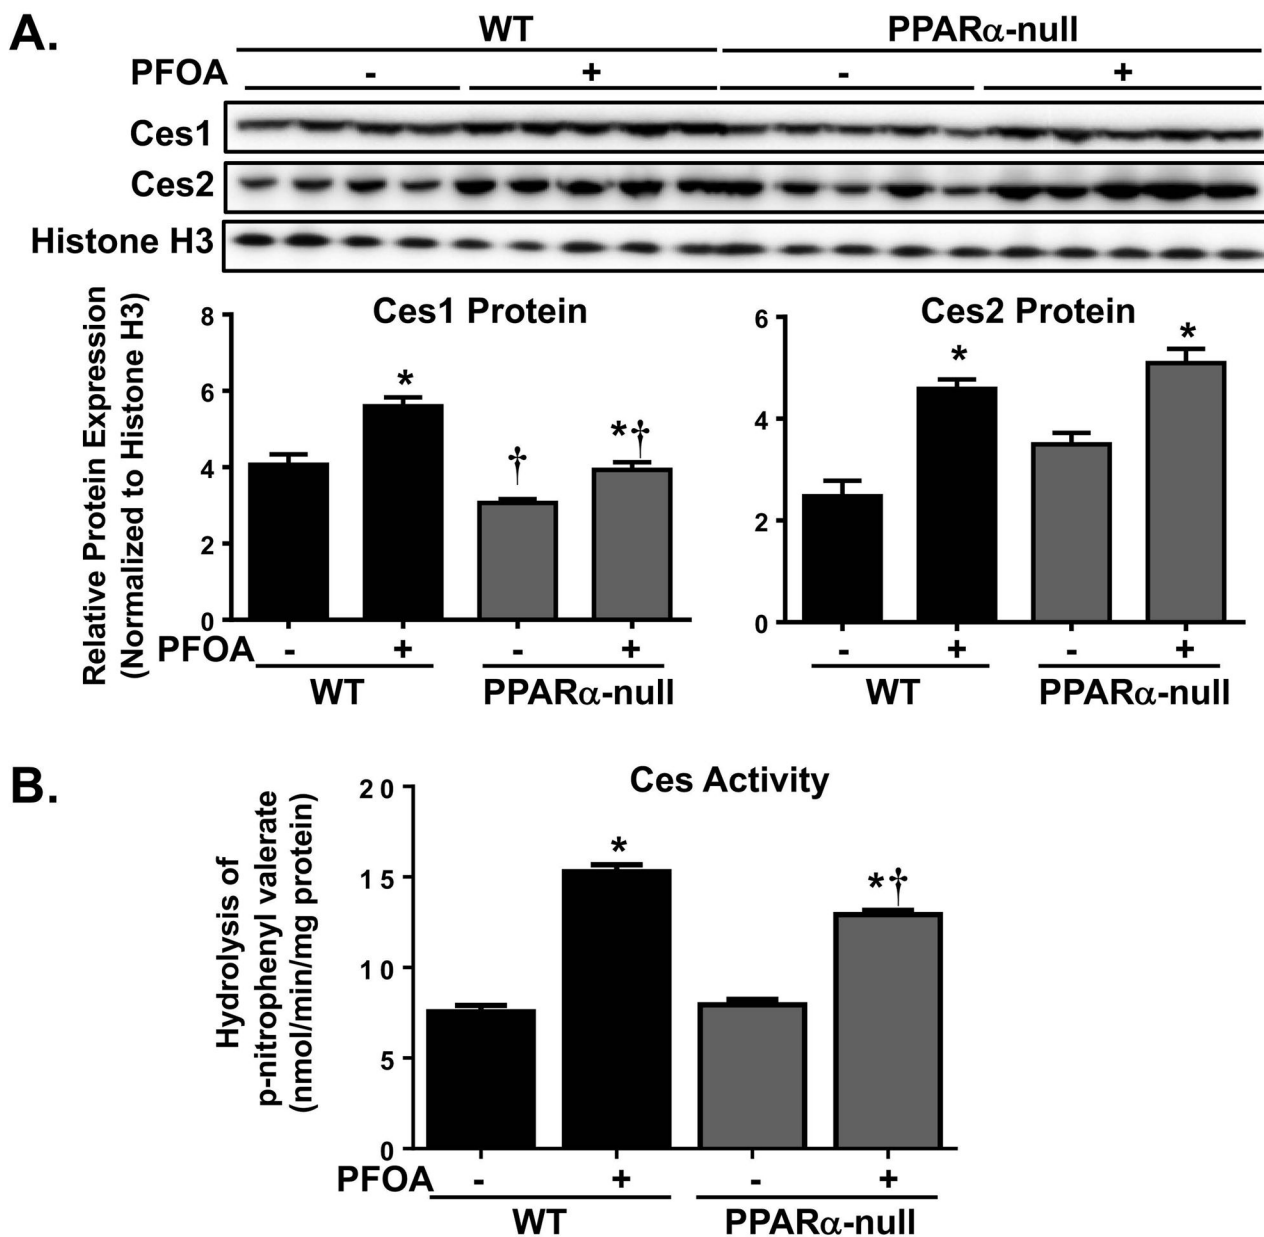 A.
WT PPARα-null
PFOA - + - +
Ces1
Ces2
Histone H3
Relative Protein Expression
(Normalized to Histone H3)
Ces1 Protein
8
6
4
2
0
*
†
*†
PFOA - + - +
WT PPARα-null
Ces2 Protein
6
4
2
0
*
*
- + - +
WT PPARα-null
B.
Ces Activity
Hydrolysis of
p-nitrophenyl valerate
(nmol/min/mg protein)
20
15
10
5
0
*
*†
PFOA - + - +
WT PPARα-null